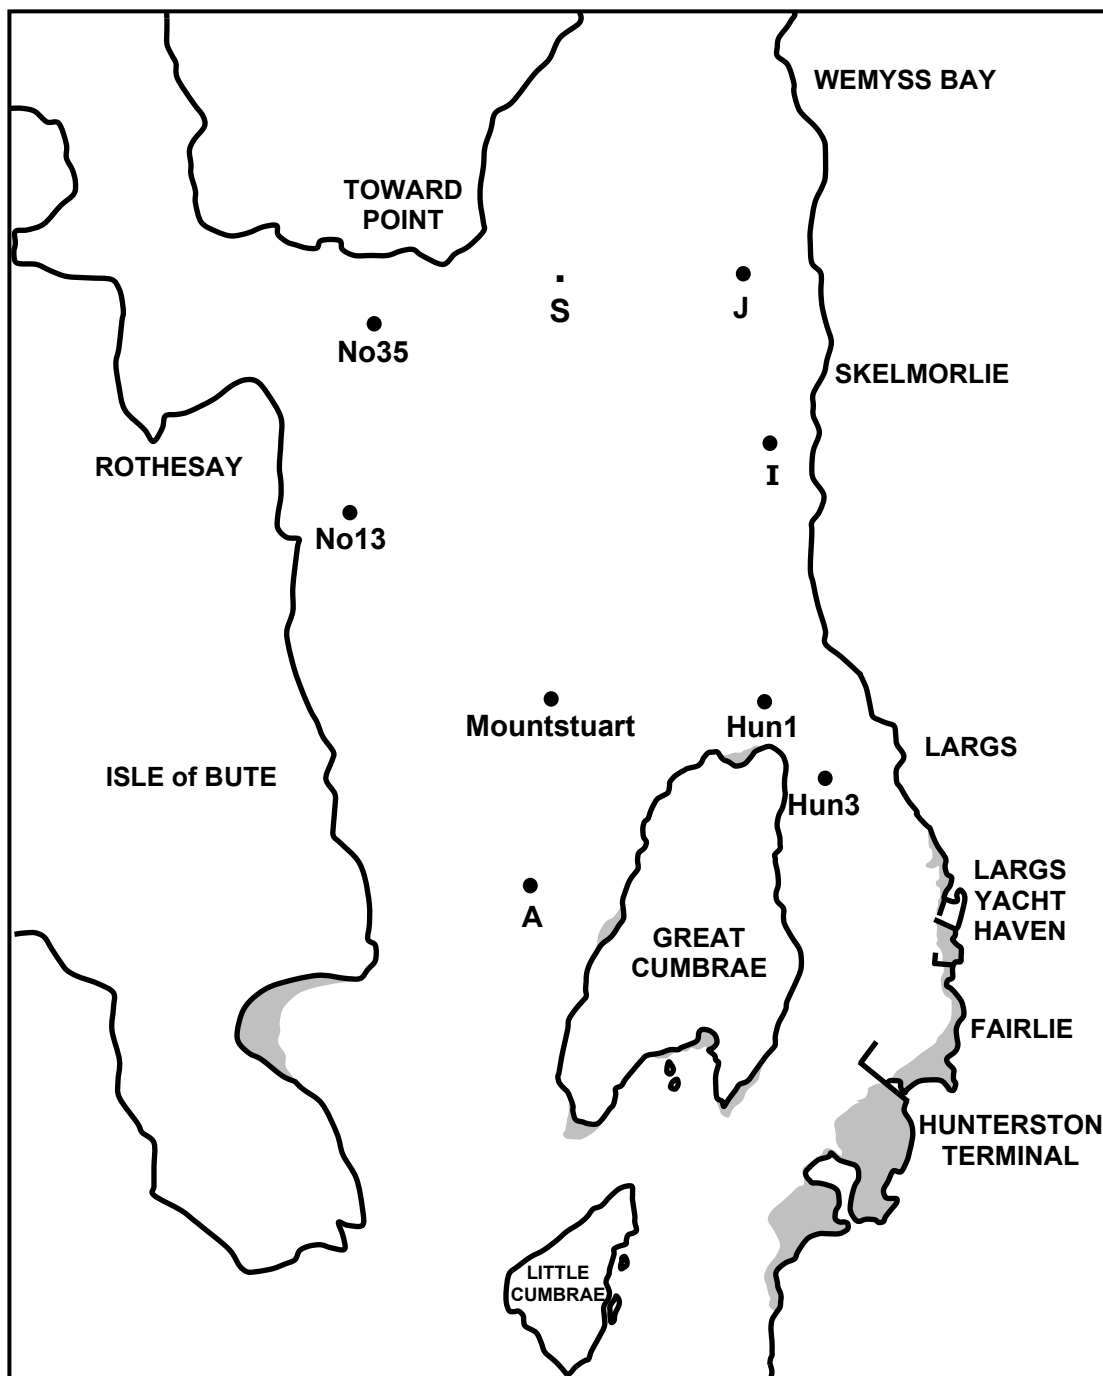 WEMYSS BAY
TOWARD
POINT
S
J
No35
SKELMORLIE
ROTHESAY
I
No13
Mountstuart
Hun1
LARGS
ISLE of BUTE
Hun3
LARGS
YACHT
HAVEN
A
GREAT
CUMBRAE
FAIRLIE
HUNTERSTON
TERMINAL
LITTLE
CUMBRAE